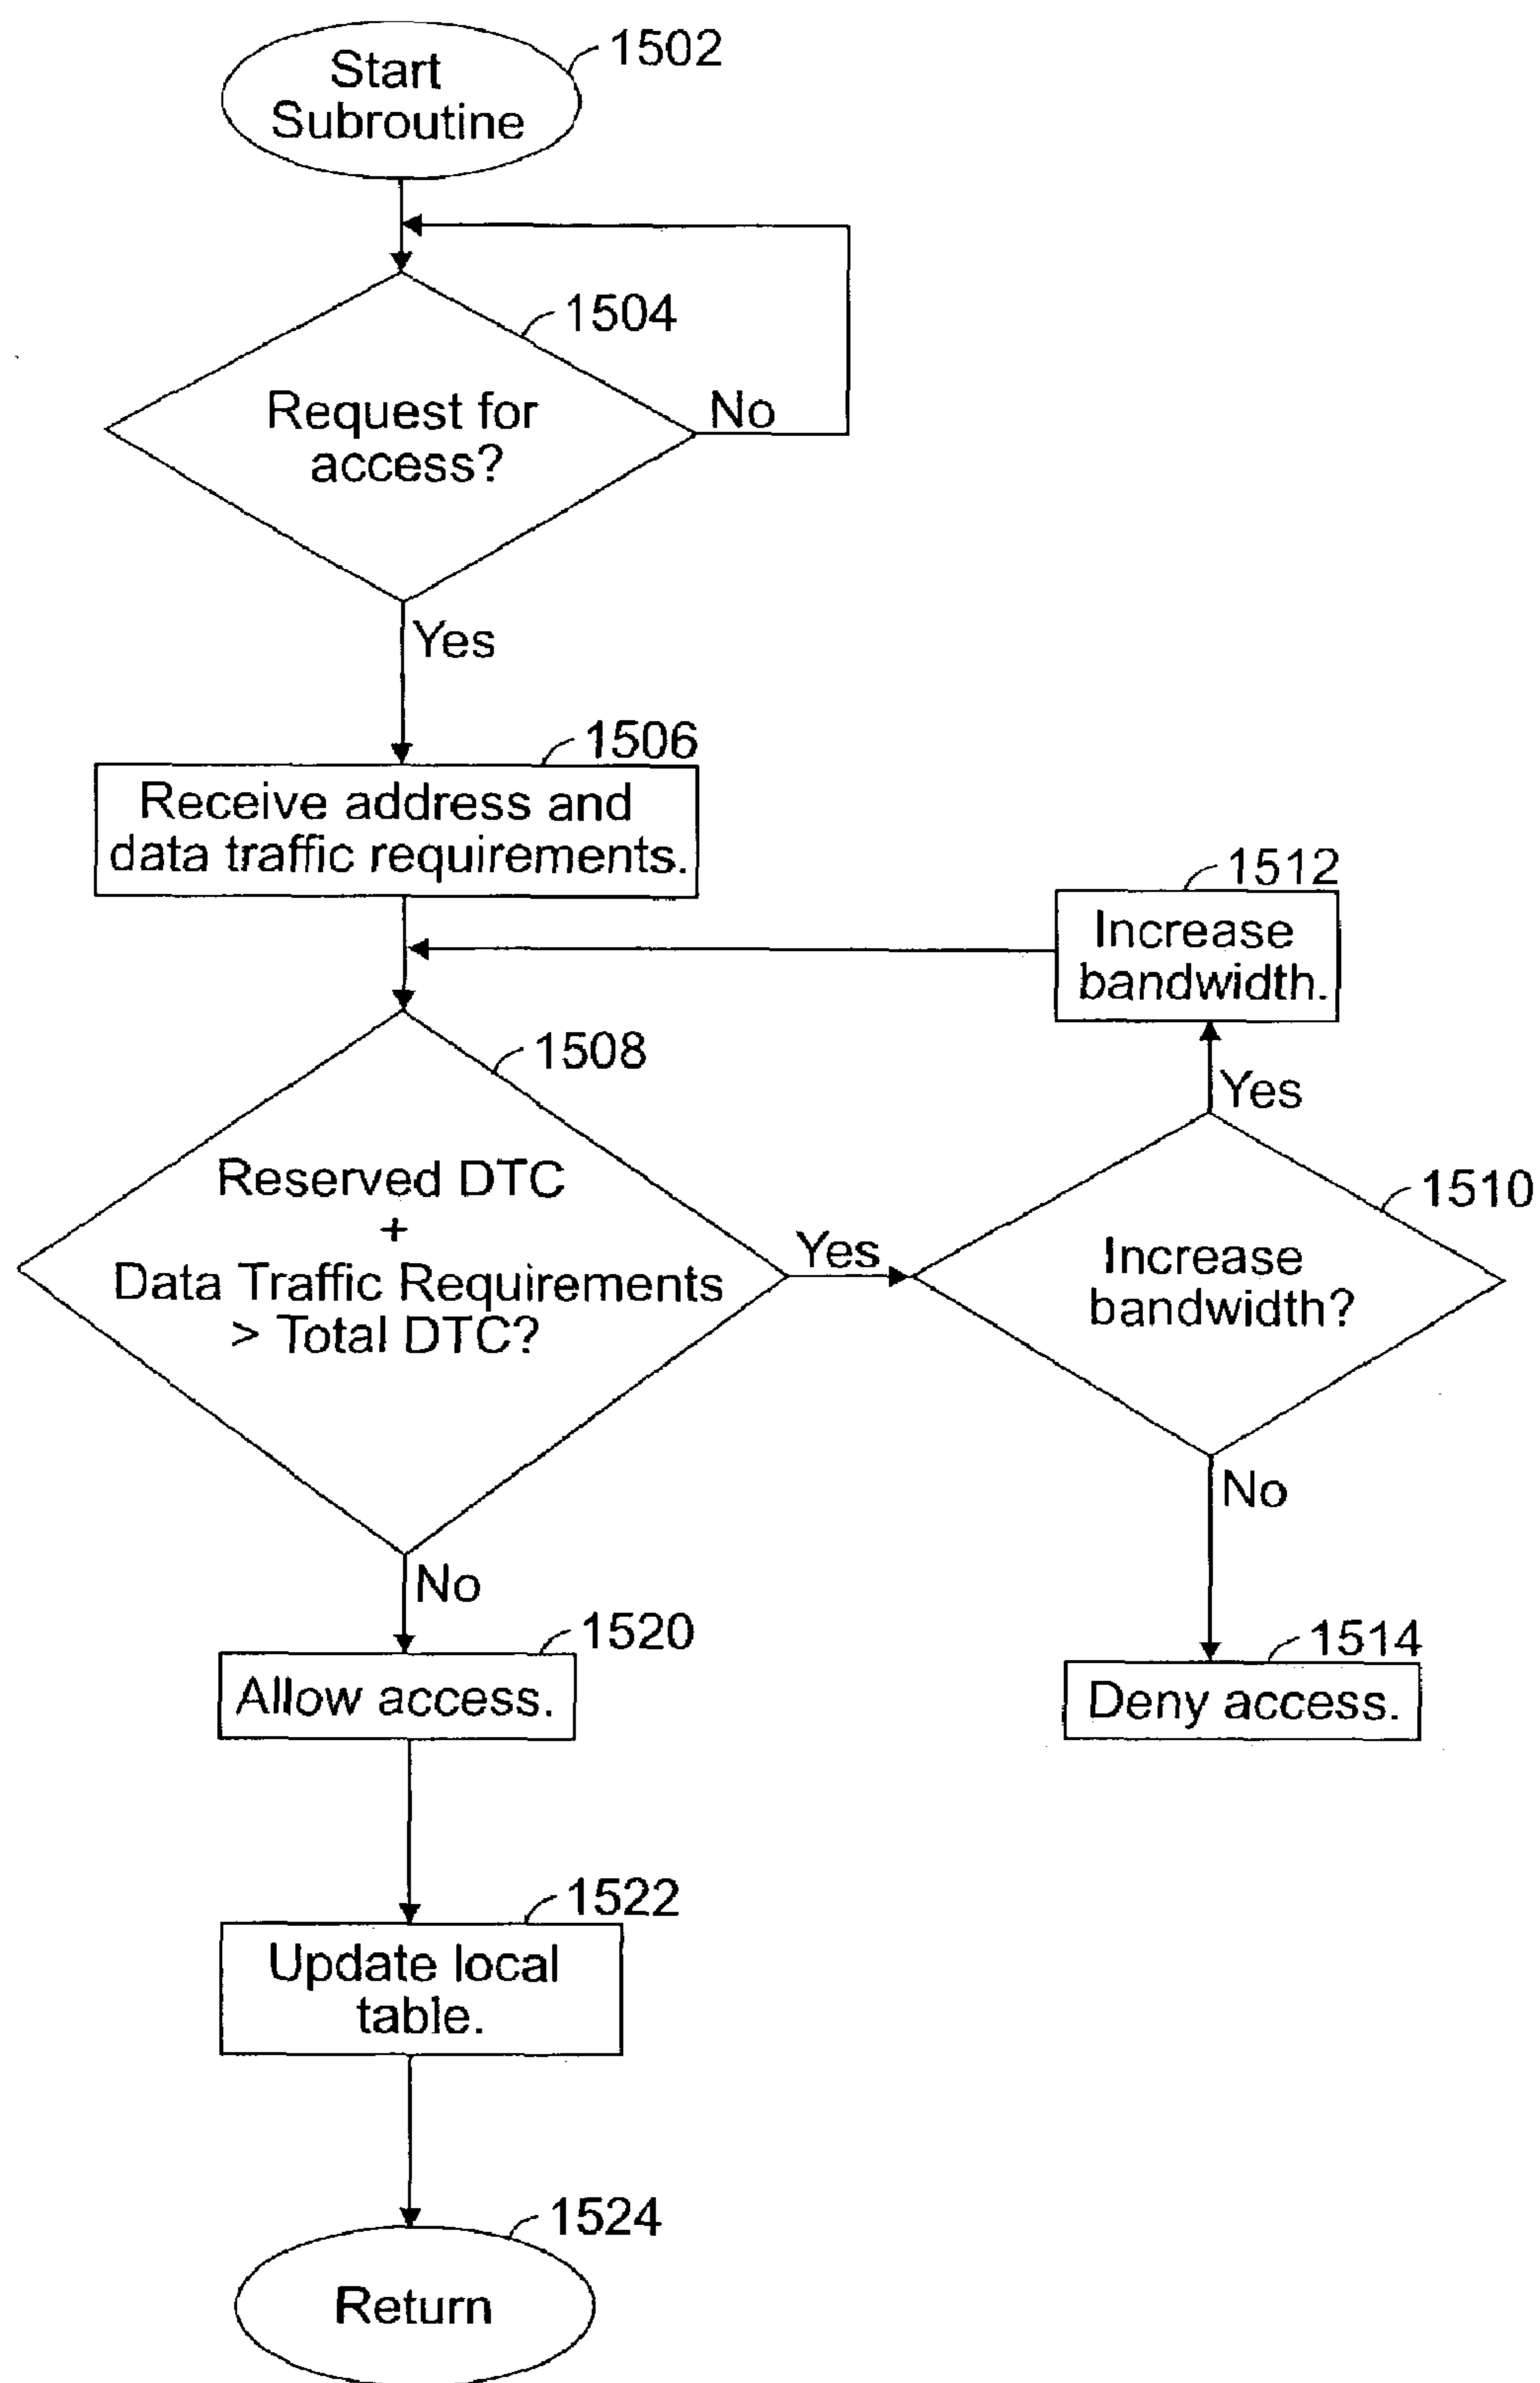 1502
Start
Subroutine
1504
Request for
access?
No
Yes
1506
Receive address and
data traffic requirements.
1512
Increase
bandwidth.
1508
Reserved DTC
+
Data Traffic Requirements
> Total DTC?
Yes
Yes
1510
Increase
bandwidth?
No
No
1520
Allow access.
1514
Deny access.
1522
Update local
table.
1524
Return